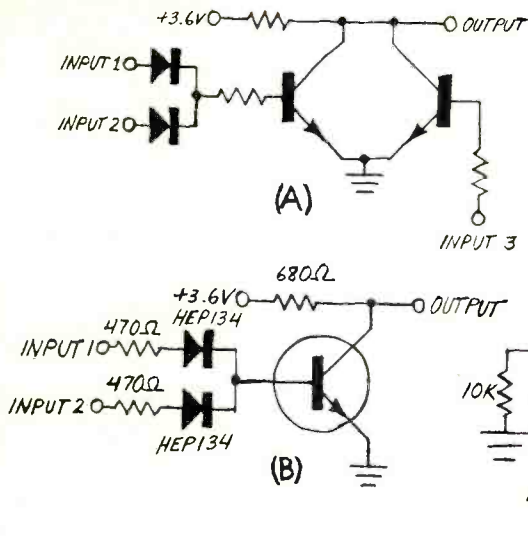 +3.6V
OUTPUT
INPUT 1
INPUT 2
(A)
INPUT 3
680Ω
+3.6V
OUTPUT
HEP134
470Ω
INPUT 1
470Ω
INPUT 2
10K
HEP134
(B)